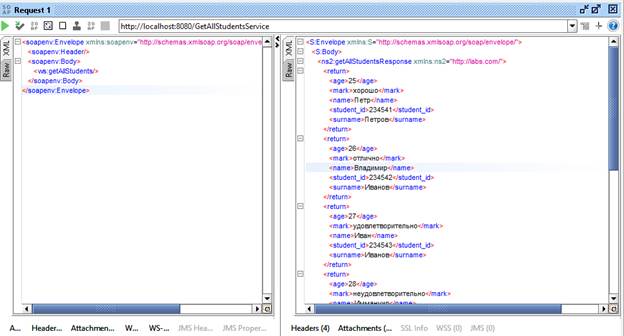 SO
AP
Request 1
http://localhost:8080/GetAllStudentsService
XML
Raw
<soapenv:Envelope xmlns:soapenv="http://schemas.xmlsoap.org/soap/enve
<soapenv:Header/>
<soapenv:Body>
<ws:getAllStudents/>
</soapenv:Body>
</soapenv:Envelope>
XML
Raw
<S:Envelope xmlns:S="http://schemas.xmlsoap.org/soap/envelope/">
<S:Body>
<ns2:getAllStudentsResponse xmlns:ns2="http://labs.com/">
<return>
<age>25</age>
<mark>хорошо</mark>
<name>Петр</name>
<student_id>234541</student_id>
<surname>Петров</surname>
</return>
<return>
<age>26</age>
<mark>отлично</mark>
<name>Владимир</name>
<student_id>234542</student_id>
<surname>Иванов</surname>
</return>
<return>
<age>27</age>
<mark>удовлетворительно</mark>
<name>Иван</name>
<student_id>234543</student_id>
<surname>Иванов</surname>
</return>
<return>
<age>28</age>
<mark>неудовлетворительно</mark>
A... Header... Attachmen... W... WS-... JMS Hea... JMS Proper...
Headers (4) Attachments (... SSL Info WSS (0) JMS (0)